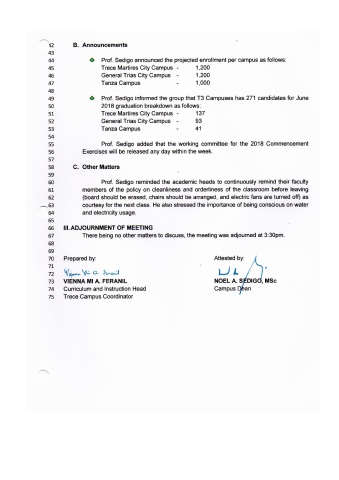 42 B. Announcements
43
44 Prof. Sedigo announced the projected enrollment per campus as follows:
45 Trece Martires City Campus - 1,200
46 General Trias City Campus - 1,200
47 Tanza Campus - 1,000
48
49 Prof. Sedigo informed the group that T3 Campuses has 271 candidates for June
50 2018 graduation breakdown as follows:
51 Trece Martires City Campus - 137
52 General Trias City Campus - 93
53 Tanza Campus - 41
54
55 Prof. Sedigo added that the working committee for the 2018 Commencement
56 Exercises will be released any day within the week.
57
58 C. Other Matters
59
60 Prof. Sedigo reminded the academic heads to continuously remind their faculty
61 members of the policy on cleanliness and orderliness of the classroom before leaving
62 (board should be erased, chairs should be arranged, and electric fans are turned off) as
63 courtesy for the next class. He also stressed the importance of being conscious on water
64 and electricity usage.
65
66 III. ADJOURNMENT OF MEETING
67 There being no other matters to discuss, the meeting was adjourned at 3:30pm.
68
69
70 Prepared by: Attested by:
71
72
73 VIENNA MI A. FERANIL NOEL A. SEDIGO, MSc
74 Curriculum and Instruction Head Campus Dean
75 Trece Campus Coordinator